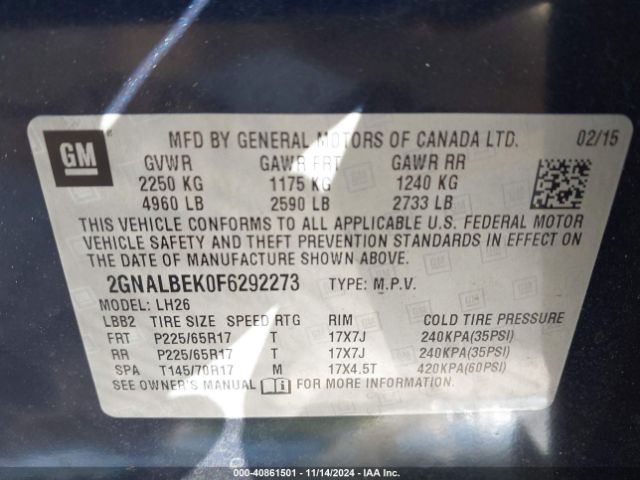 GM
MFD BY GENERAL MOTORS OF CANADA LTD. 02/15
GVWR GAWR FRT GAWR RR
2250 KG 1175 KG 1240 KG
4960 LB 2590 LB 2733 LB
THIS VEHICLE CONFORMS TO ALL APPLICABLE U.S. FEDERAL MOTOR
VEHICLE SAFETY AND THEFT PREVENTION STANDARDS IN EFFECT ON
THE DATE OF MANUFACTURE SHOWN ABOVE.
2GNALBEK0F6292273 TYPE: M.P.V.
MODEL: LH26
LBB2 TIRE SIZE SPEED RTG RIM COLD TIRE PRESSURE
FRT P225/65R17 T 17X7J 240KPA(35PSI)
RR P225/65R17 T 17X7J 240KPA(35PSI)
SPA T145/70R17 M 17X4.5T 420KPA(60PSI)
SEE OWNER'S MANUAL FOR MORE INFORMATION.
000-40861501 - 11/14/2024 - IAA Inc.